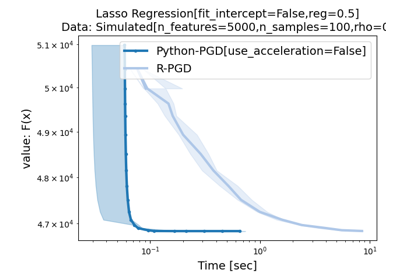 Lasso Regression[fit_intercept=False,reg=0.5]
Data: Simulated[n_features=5000,n_samples=100,rho=0
Python-PGD[use_acceleration=False]
R-PGD
value: F(x)
5.1 × 10⁴
5 × 10⁴
4.9 × 10⁴
4.8 × 10⁴
4.7 × 10⁴
10⁻¹
10⁰
10¹
Time [sec]